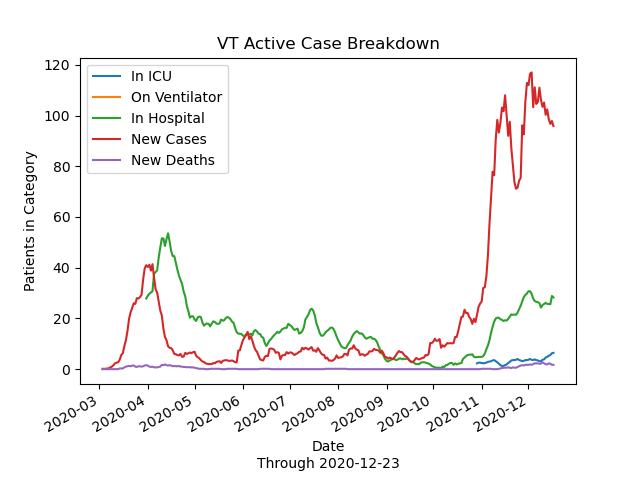 VT Active Case Breakdown
In ICU
On Ventilator
In Hospital
New Cases
New Deaths
Patients in Category
120
100
80
60
40
20
0
2020-03
2020-04
2020-05
2020-06
2020-07
2020-08
2020-09
2020-10
2020-11
2020-12
Date
Through 2020-12-23